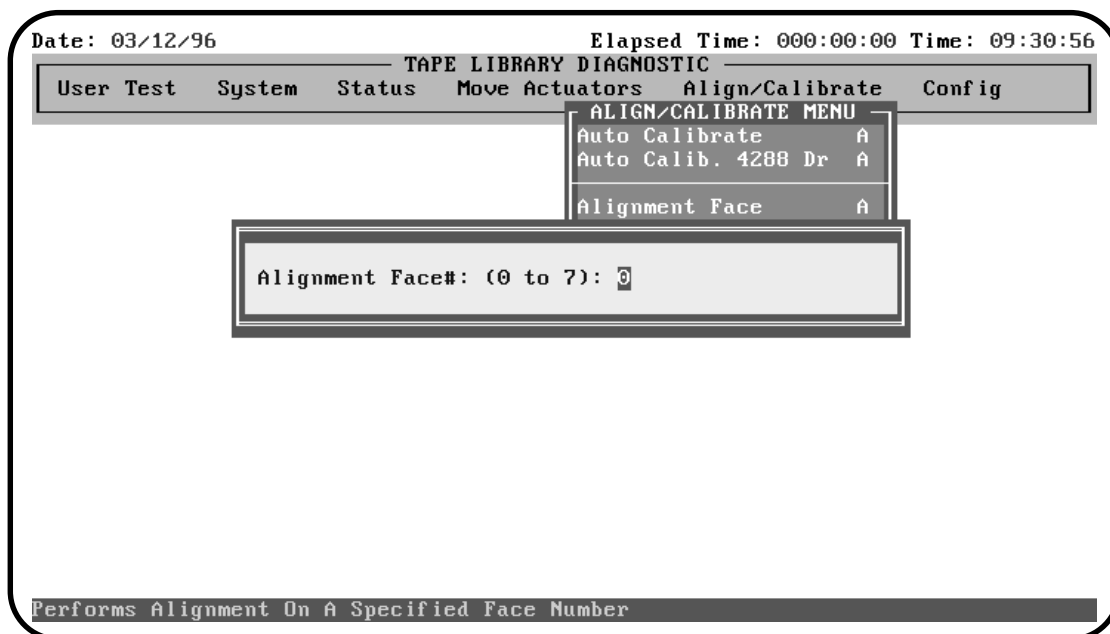 Date: 03/12/96 Elapsed Time: 000:00:00 Time: 09:30:56
TAPE LIBRARY DIAGNOSTIC
User Test System Status Move Actuators Align/Calibrate Config
ALIGN/CALIBRATE MENU
Auto Calibrate A
Auto Calib. 4288 Dr A
Alignment Face A
Alignment Face#: (0 to 7): 0
Performs Alignment On A Specified Face Number